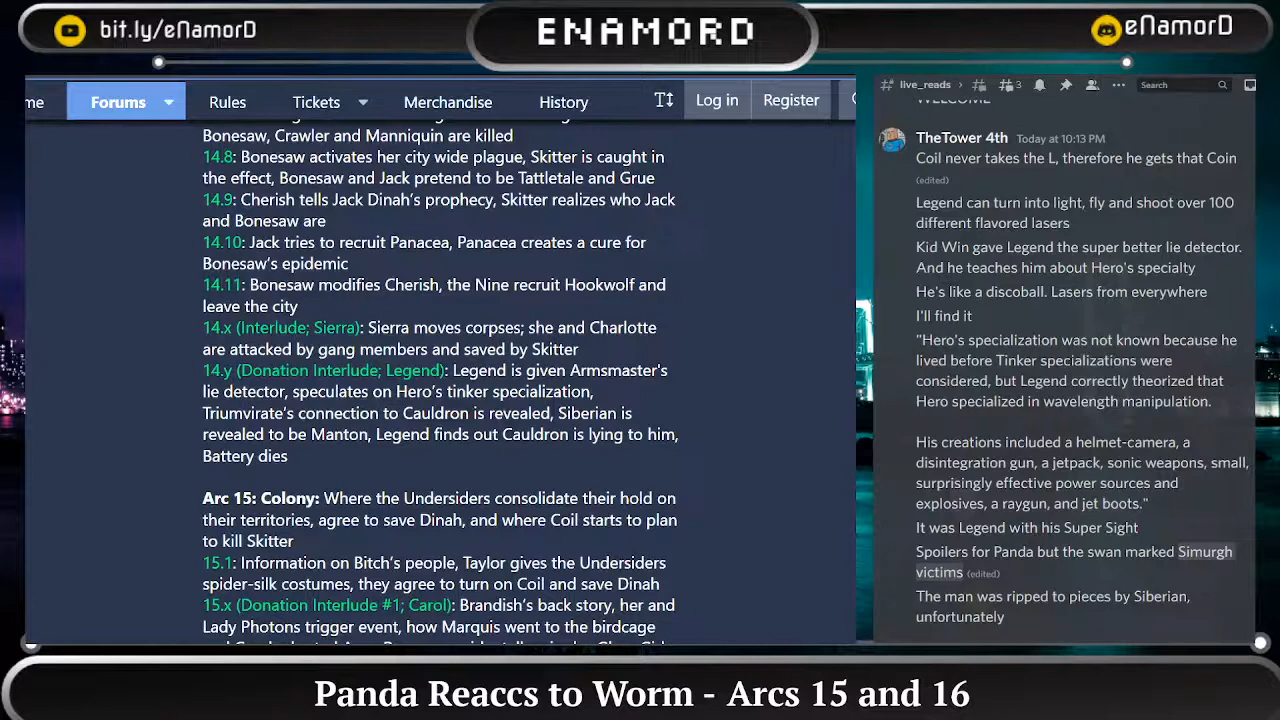 bit.ly/eNamorD
ENAMORD
eNamorD
me
Forums
Rules
Tickets
Merchandise
History
Log in
Register
Bonesaw, Crawler and Manniquin are killed
14.8: Bonesaw activates her city wide plague, Skitter is caught in
the effect, Bonesaw and Jack pretend to be Tattletale and Grue
14.9: Cherish tells Jack Dinah's prophecy, Skitter realizes who Jack
and Bonesaw are
14.10: Jack tries to recruit Panacea, Panacea creates a cure for
Bonesaw's epidemic
14.11: Bonesaw modifies Cherish, the Nine recruit Hookwolf and
leave the city
14.x (Interlude; Sierra): Sierra moves corpses; she and Charlotte
are attacked by gang members and saved by Skitter
14.y (Donation Interlude; Legend): Legend is given Armsmaster's
lie detector, speculates on Hero's tinker specialization,
Triumvirate's connection to Cauldron is revealed, Siberian is
revealed to be Manton, Legend finds out Cauldron is lying to him,
Battery dies
Arc 15: Colony: Where the Undersiders consolidate their hold on
their territories, agree to save Dinah, and where Coil starts to plan
to kill Skitter
15.1: Information on Bitch's people, Taylor gives the Undersiders
spider-silk costumes, they agree to turn on Coil and save Dinah
15.x (Donation Interlude #1; Carol): Brandish's back story, her and
Lady Photons trigger event, how Marquis went to the birdcage
live_reads
3
Search
WELCOME
TheTower 4th Today at 10:13 PM
Coil never takes the L, therefore he gets that Coin
(edited)
Legend can turn into light, fly and shoot over 100
different flavored lasers
Kid Win gave Legend the super better lie detector.
And he teaches him about Hero's specialty
He's like a discoball. Lasers from everywhere
I'll find it
"Hero's specialization was not known because he
lived before Tinker specializations were
considered, but Legend correctly theorized that
Hero specialized in wavelength manipulation.
His creations included a helmet-camera, a
disintegration gun, a jetpack, sonic weapons, small,
surprisingly effective power sources and
explosives, a raygun, and jet boots."
It was Legend with his Super Sight
Spoilers for Panda but the swan marked Simurgh
victims (edited)
The man was ripped to pieces by Siberian,
unfortunately
Panda Reaccs to Worm - Arcs 15 and 16